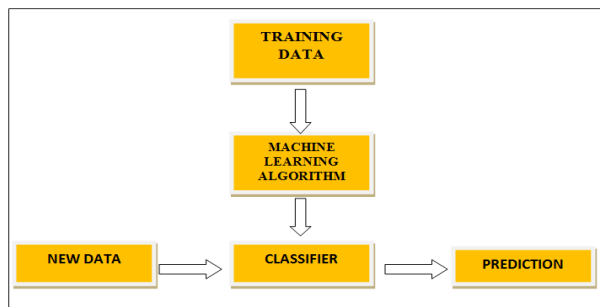 TRAINING
DATA
MACHINE
LEARNING
ALGORITHM
NEW DATA
CLASSIFIER
PREDICTION